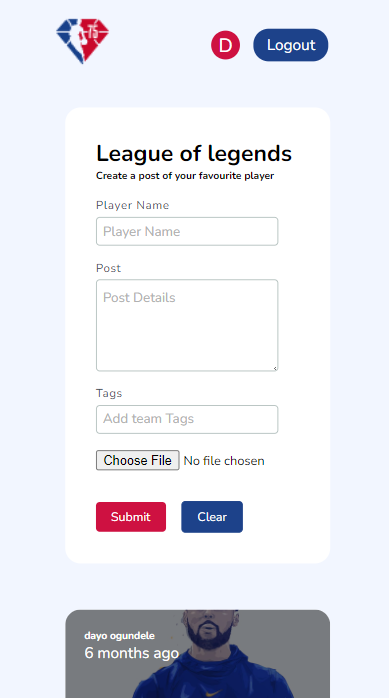 75
D
Logout
League of legends
Create a post of your favourite player
Player Name
Player Name
Post
Post Details
Tags
Add team Tags
Choose File No file chosen
Submit
Clear
dayo ogundele
6 months ago